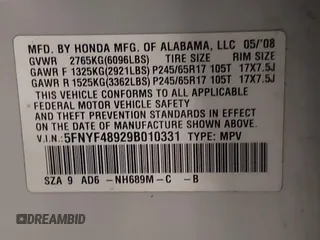 MFD. BY HONDA MFG. OF ALABAMA, LLC 05/'08
GVWR 2765KG(6096LBS) TIRE SIZE RIM SIZE
GAWR F 1325KG(2921LBS) P245/65R17 105T 17X7.5J
GAWR R 1525KG(3362LBS) P245/65R17 105T 17X7.5J
THIS VEHICLE CONFORMS TO ALL APPLICABLE
FEDERAL MOTOR VEHICLE SAFETY STANDARDS
IN EFFECT ON THE DATE OF MANUFACTURE
SHOWN ABOVE.
V.I.N: 5FNYF48929B010331 TYPE: MPV
SZA 9 AD6 -NH689M-C -B
DREAMBID